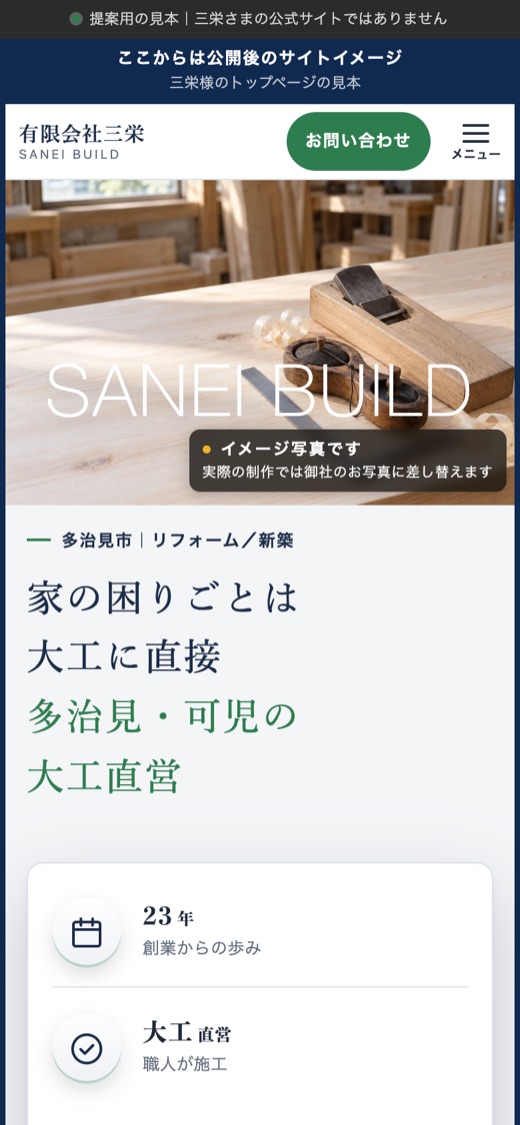 提案用の見本｜三栄さまの公式サイトではありません
ここからは公開後のサイトイメージ
三栄様のトップページの見本
有限会社三栄
SANEI BUILD
お問い合わせ
メニュー
SANEI BUILD
イメージ写真です
実際の制作では御社のお写真に差し替えます
多治見市｜リフォーム／新築
家の困りごとは
大工に直接
多治見・可児の
大工直営
23年
創業からの歩み
大工直営
職人が施工